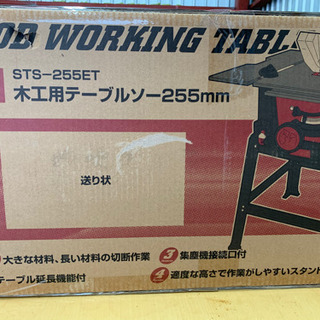 OD WORKING TABL
STS-255ET
木工用テーブルソー255mm
送り状
大きな材料、長い材料の切断作業
3 集塵機接続口付
テーブル延長機能付
4 適度な高さで作業がしやすいスタン